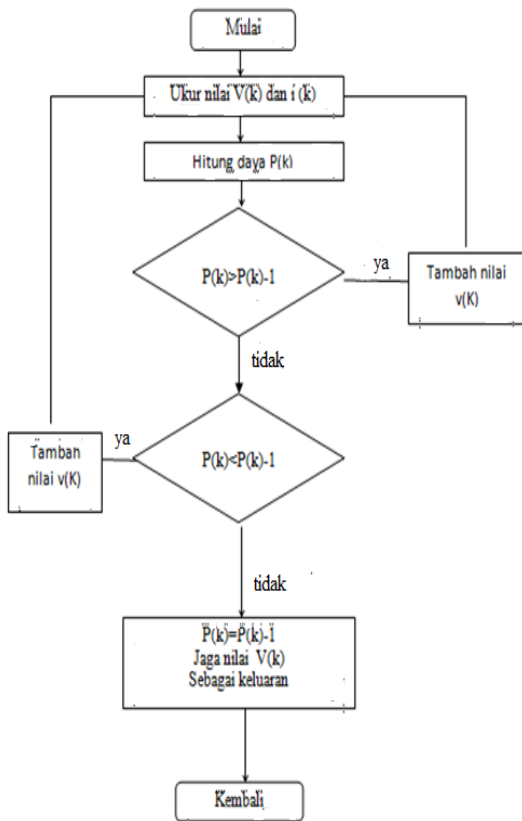 Mulai
Ukur nilai V(k) dan i (k)
Hitung daya P(k)
P(k)>P(k)-1
ya
Tambah nilai
v(K)
tidak
P(k)<P(k)-1
ya
Tambah
nilai v(K)
tidak
P(k)=P(k)-1
Jaga nilai V(k)
Sebagai keluaran
Kembali